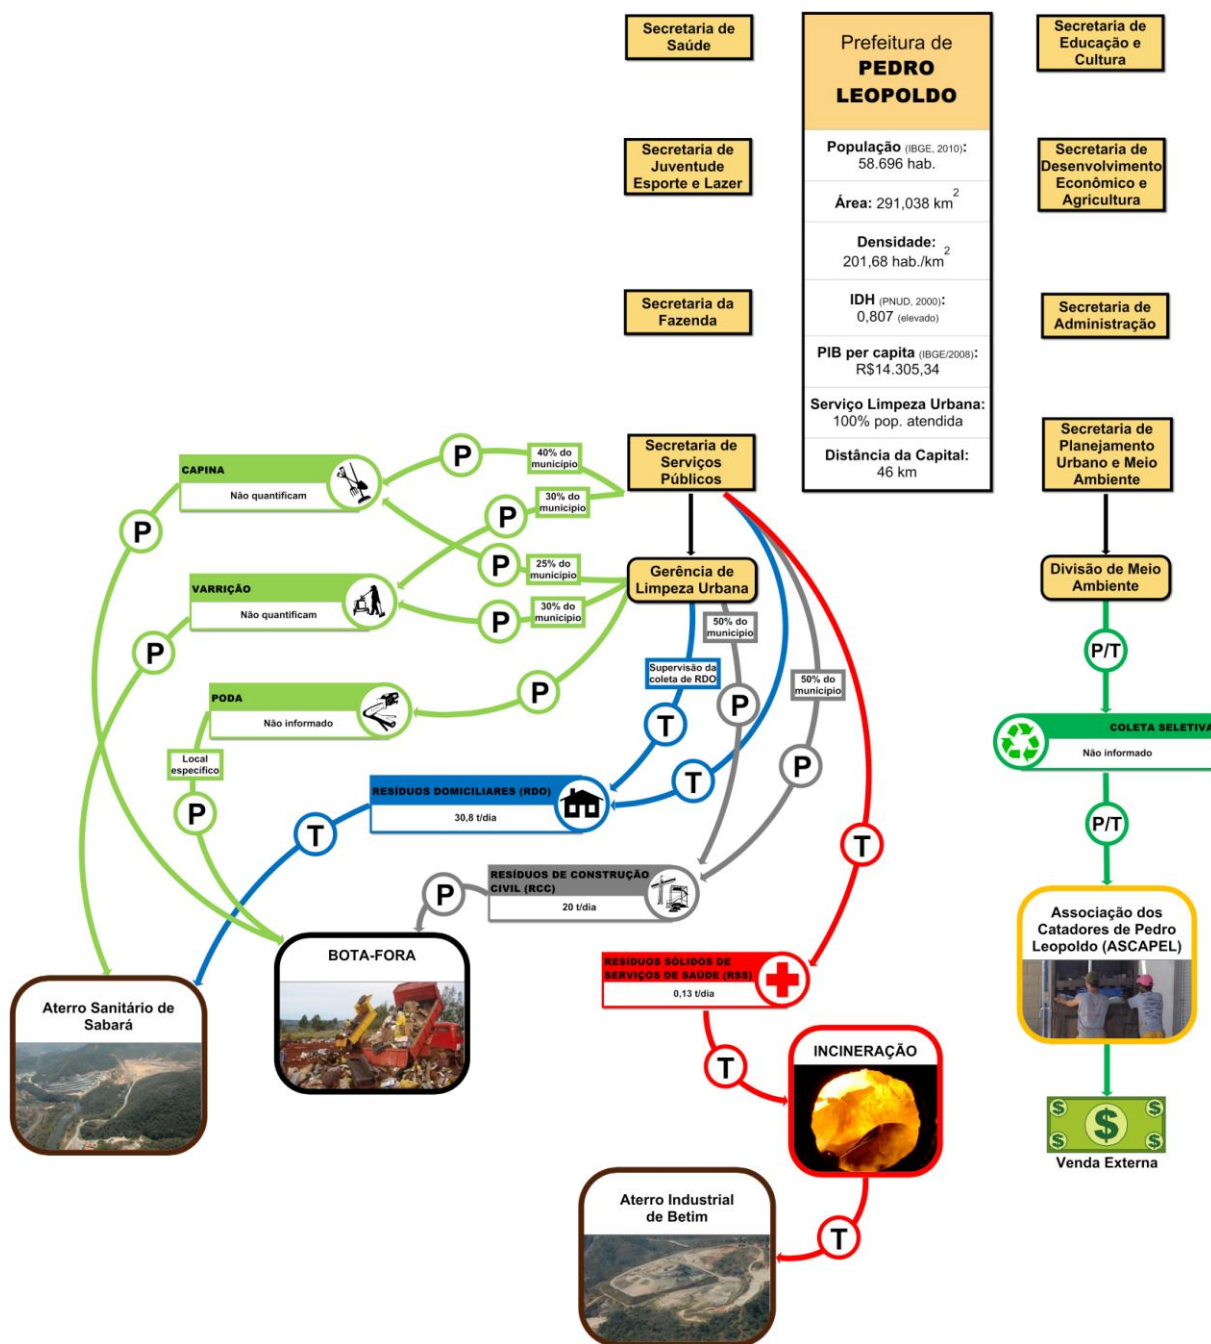 Secretaria de
Saúde
Prefeitura de
PEDRO
LEOPOLDO
Secretaria de
Educação e
Cultura
Secretaria de
Juventude
Esporte e Lazer
População (IBGE, 2010):
58.696 hab.
Área: 291,038 km2
Densidade:
201,68 hab./km2
IDH (PNUD, 2000):
0,807 (elevado)
PIB per capita (IBGE/2008):
R$14.305,34
Serviço Limpeza Urbana:
100% pop. atendida
Distância da Capital:
46 km
Secretaria de
Desenvolvimento
Econômico e
Agricultura
Secretaria da
Fazenda
Secretaria de
Administração
Secretaria de
Serviços
Públicos
Secretaria de
Planejamento
Urbano e Meio
Ambiente
CAPINA
Não quantificam
P
40% do
município
30% do
município
P
P
P
25% do
município
Gerência de
Limpeza Urbana
Divisão de Meio
Ambiente
VARRIÇÃO
Não quantificam
P
30% do
município
50% do
município
P
P/T
Supervisão da
coleta de RDO
50% do
município
PODA
Não informado
P
P
T
COLETA SELETIVA
Não informado
Local
específico
P
T
P
RESÍDUOS DOMICILIARES (RDO)
30,8 t/dia
T
T
P/T
RESÍDUOS DE CONSTRUÇÃO
CIVIL (RCC)
20 t/dia
P
Associação dos
Catadores de Pedro
Leopoldo (ASCAPEL)
BOTA-FORA
RESÍDUOS SÓLIDOS DE
SERVIÇOS DE SAÚDE (RSS)
0,13 t/dia
Aterro Sanitário de
Sabará
T
INCINERAÇÃO
$ $
$
$ $
Venda Externa
Aterro Industrial
de Betim
T